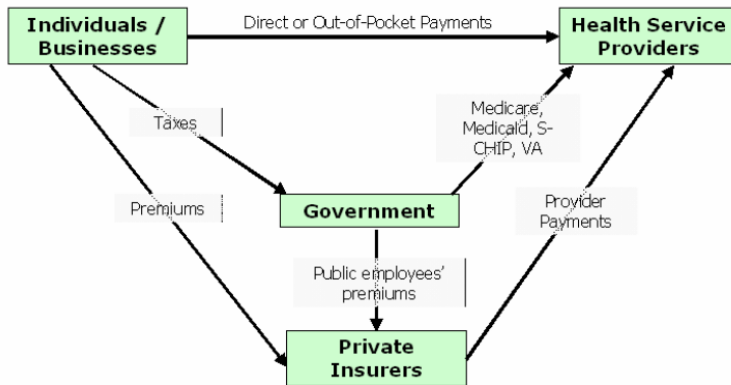 Individuals /
Businesses
Direct or Out-of-Pocket Payments
Health Service
Providers
Taxes
Medicare,
Medicaid, S-
CHIP, VA
Premiums
Government
Provider
Payments
Public employees'
premiums
Private
Insurers